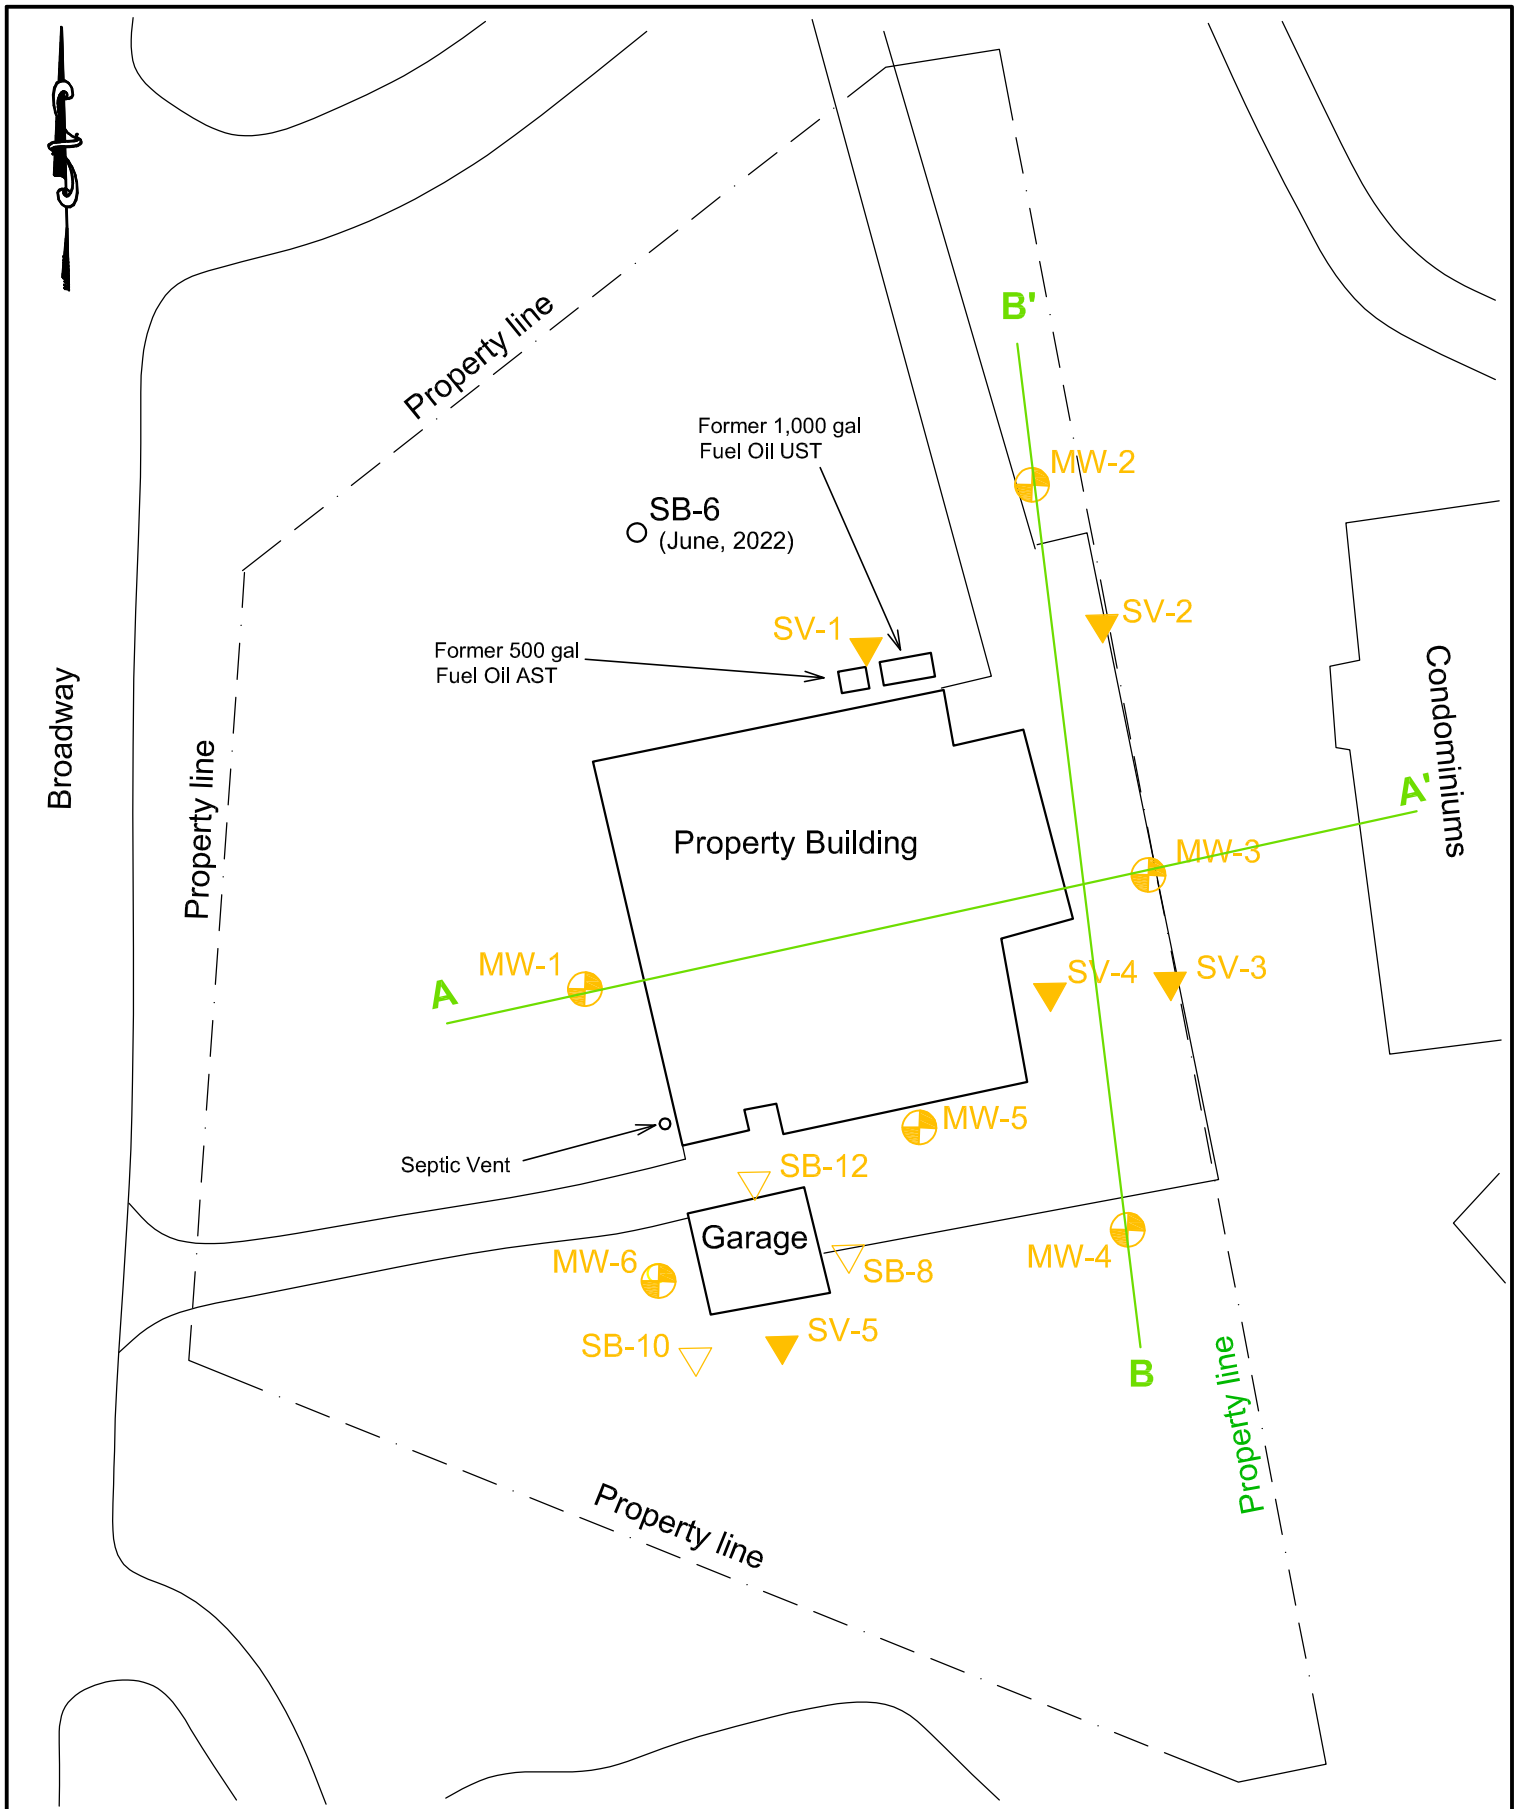 B'
Property line
Former 1,000 gal
Fuel Oil UST
MW-2
SB-6
(June, 2022)
SV-2
SV-1
Former 500 gal
Fuel Oil AST
Condominiums
Broadway
Property line
A'
Property Building
MW-3
MW-1
A
SV-4
SV-3
MW-5
Septic Vent
SB-12
Garage
MW-6
SB-8
MW-4
SV-5
SB-10
B
Property line
Property line